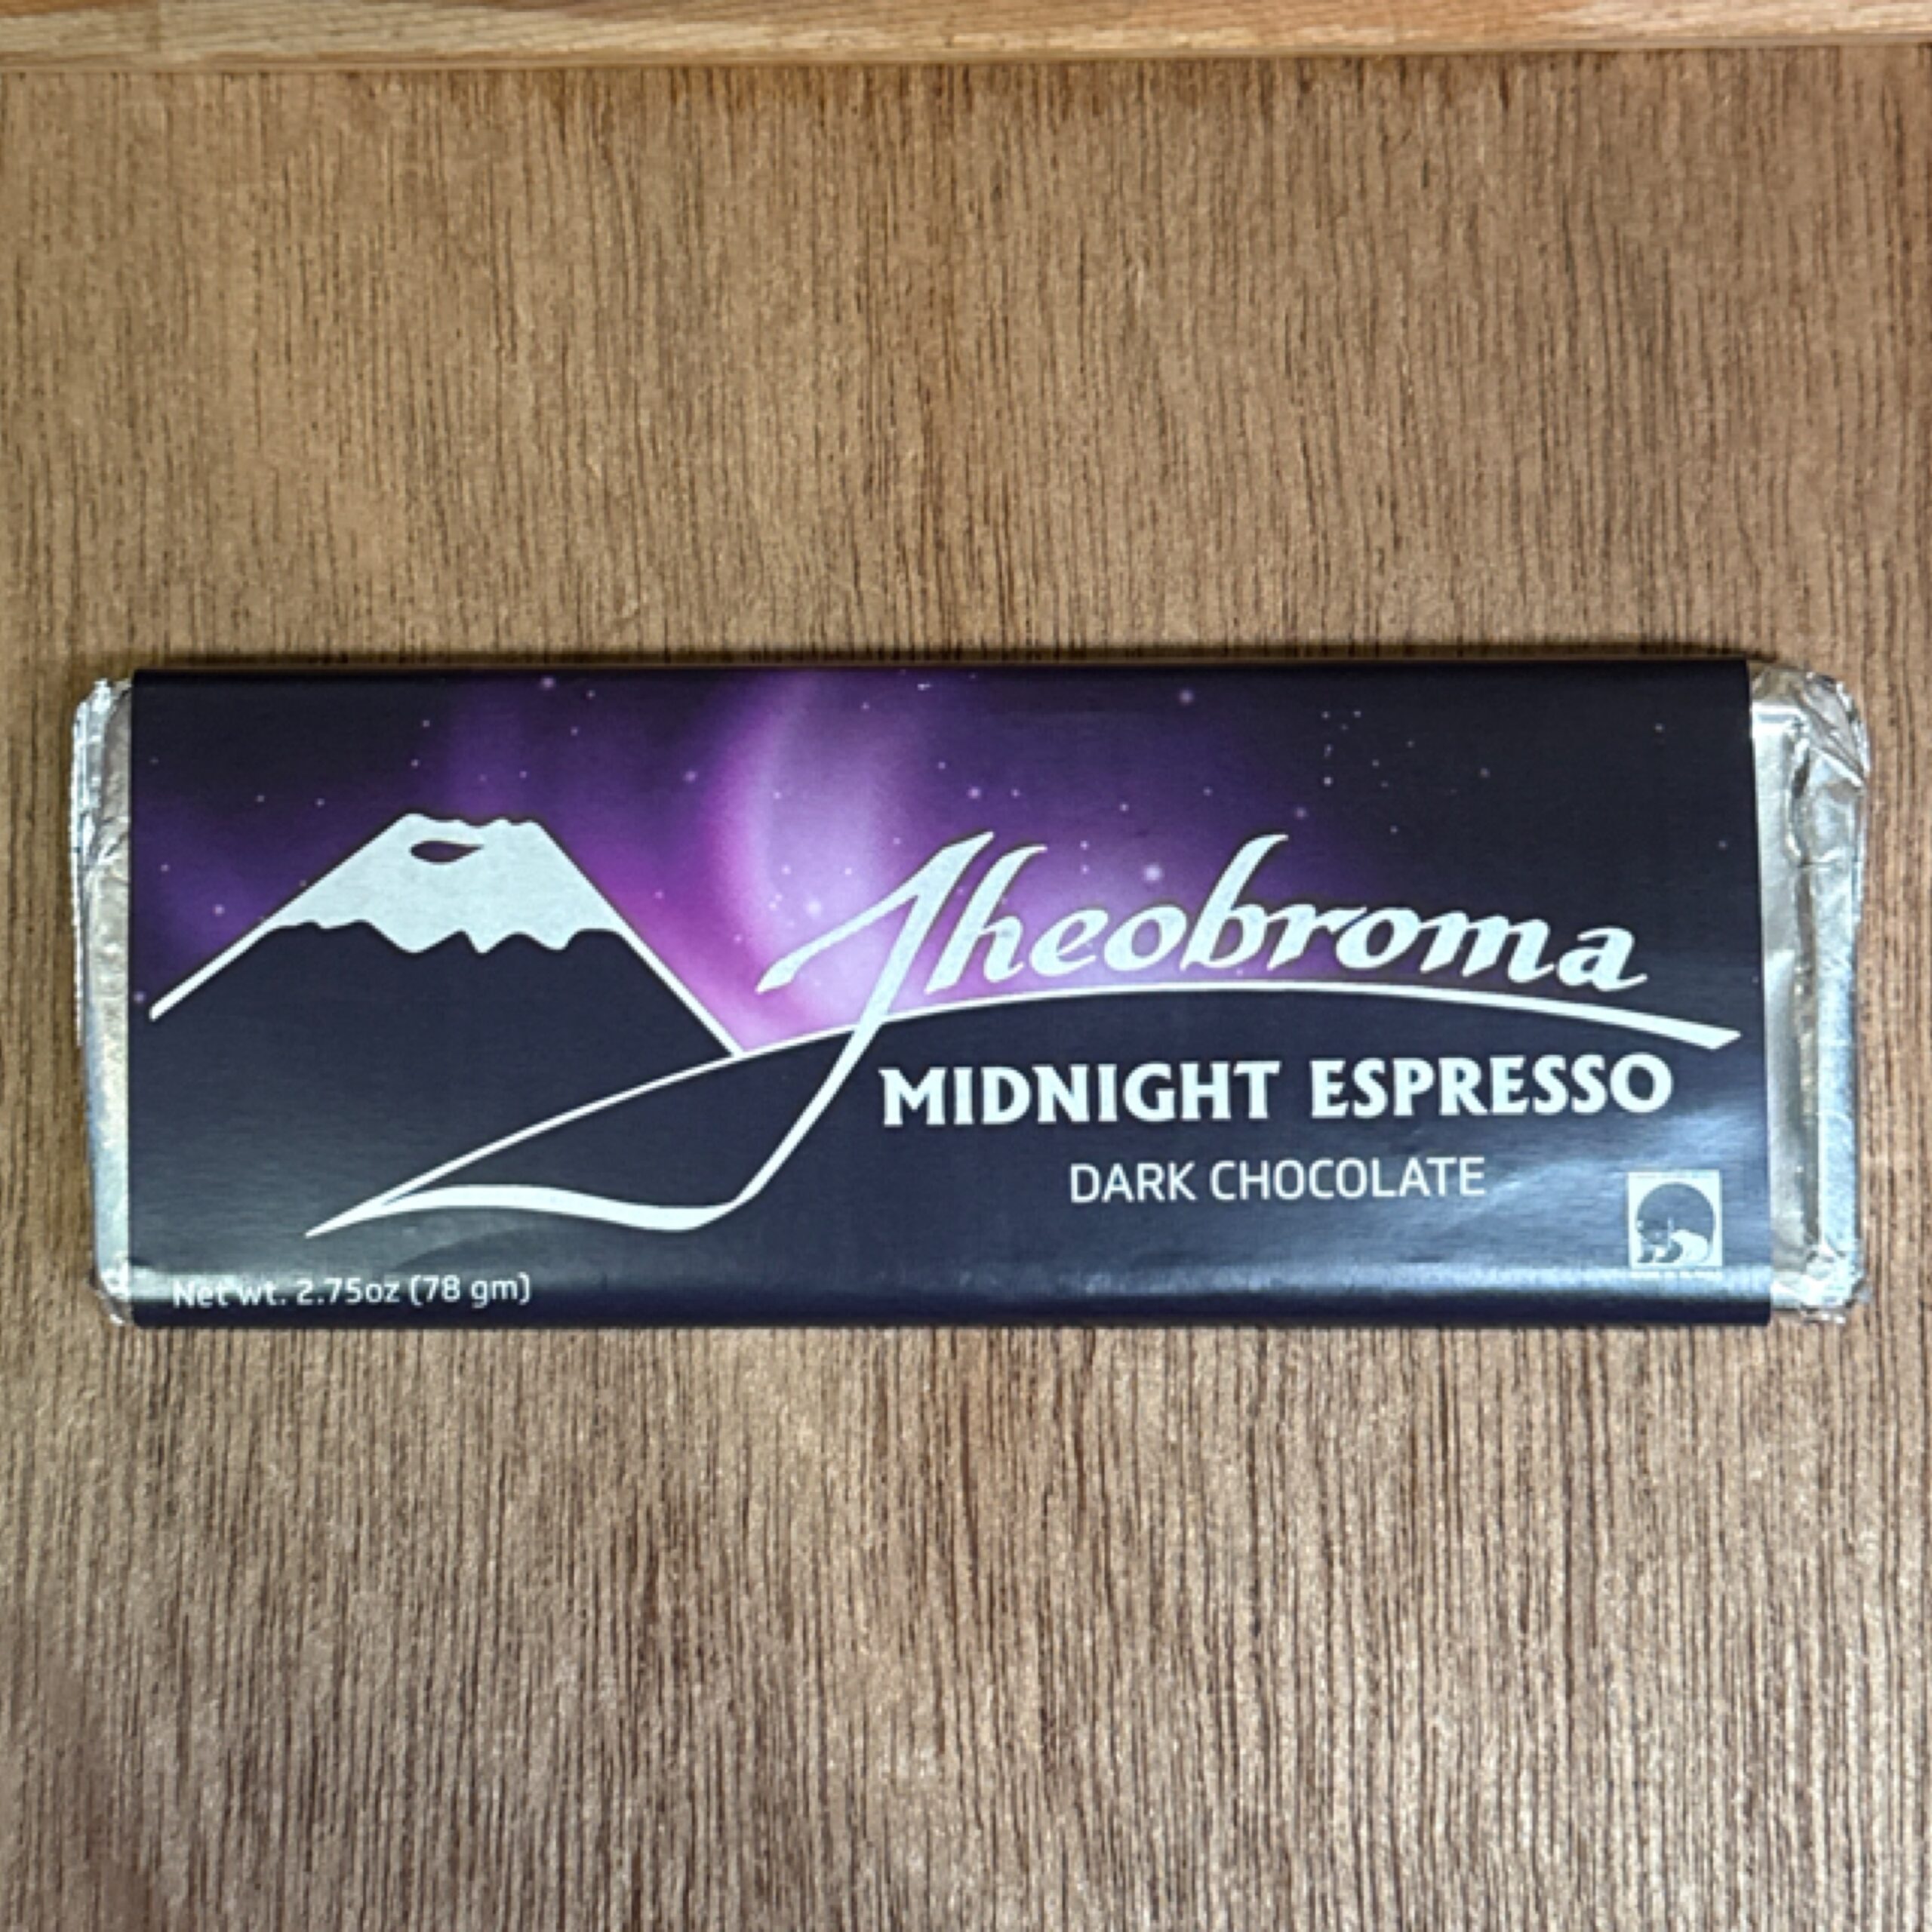 Theobroma
MIDNIGHT ESPRESSO
DARK CHOCOLATE
Net wt. 2.75oz (78 gm)